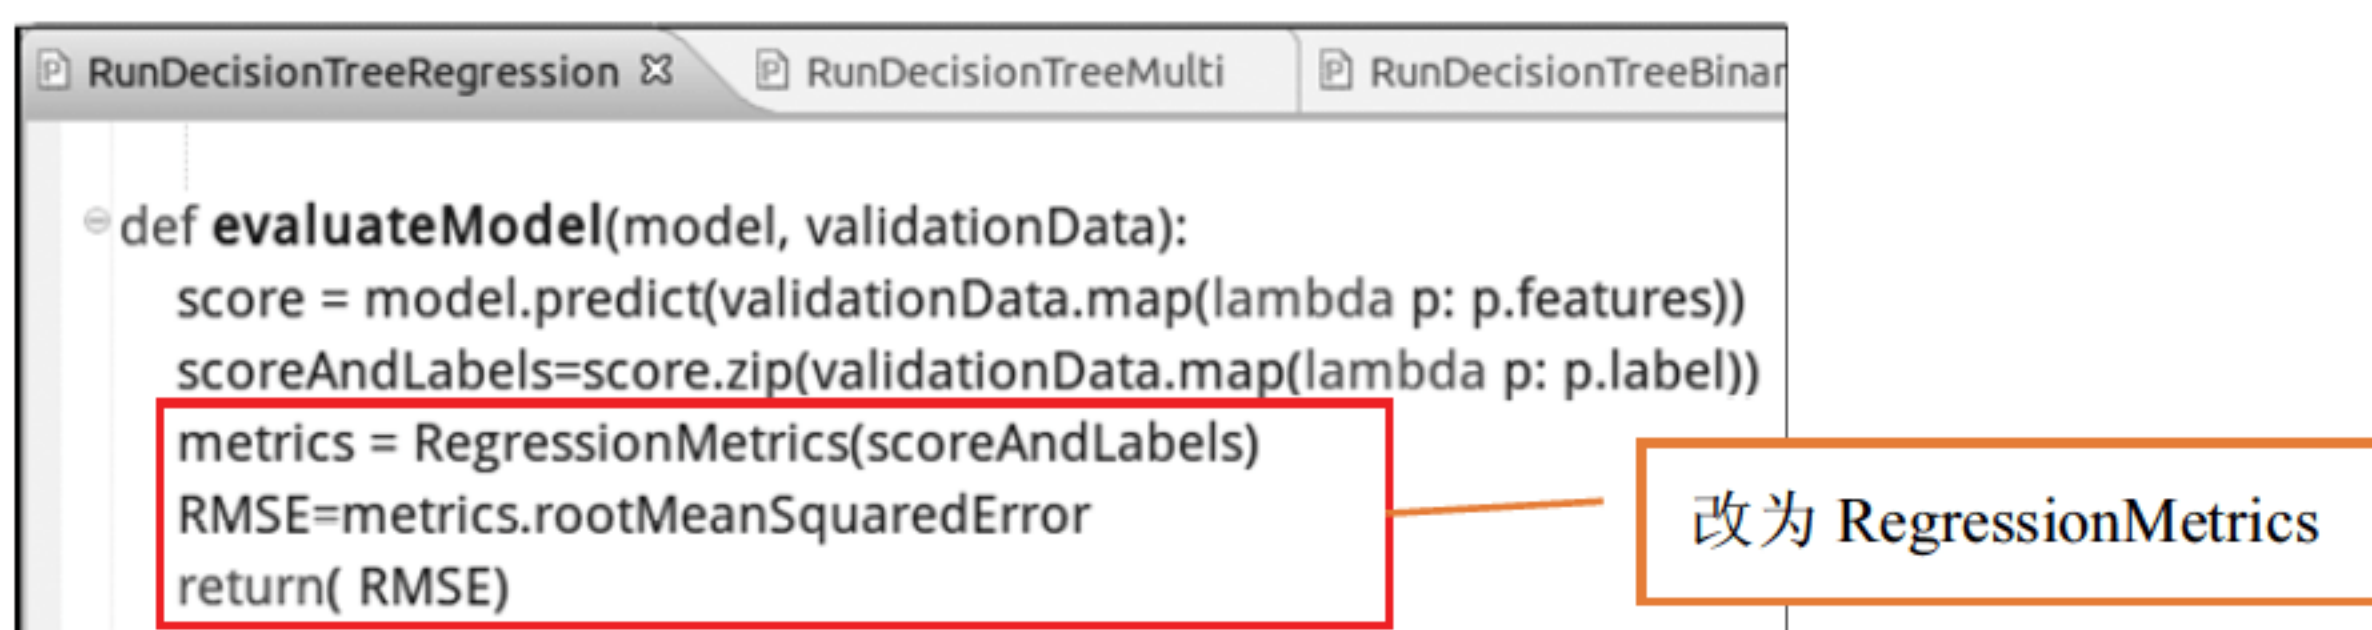 RunDecisionTreeRegression
RunDecisionTreeMulti
RunDecisionTreeBinar
def evaluateModel(model, validationData):
score = model.predict(validationData.map(lambda p: p.features))
scoreAndLabels=score.zip(validationData.map(lambda p: p.label))
metrics = RegressionMetrics(scoreAndLabels)
RMSE=metrics.rootMeanSquaredError
return( RMSE)
改为 RegressionMetrics